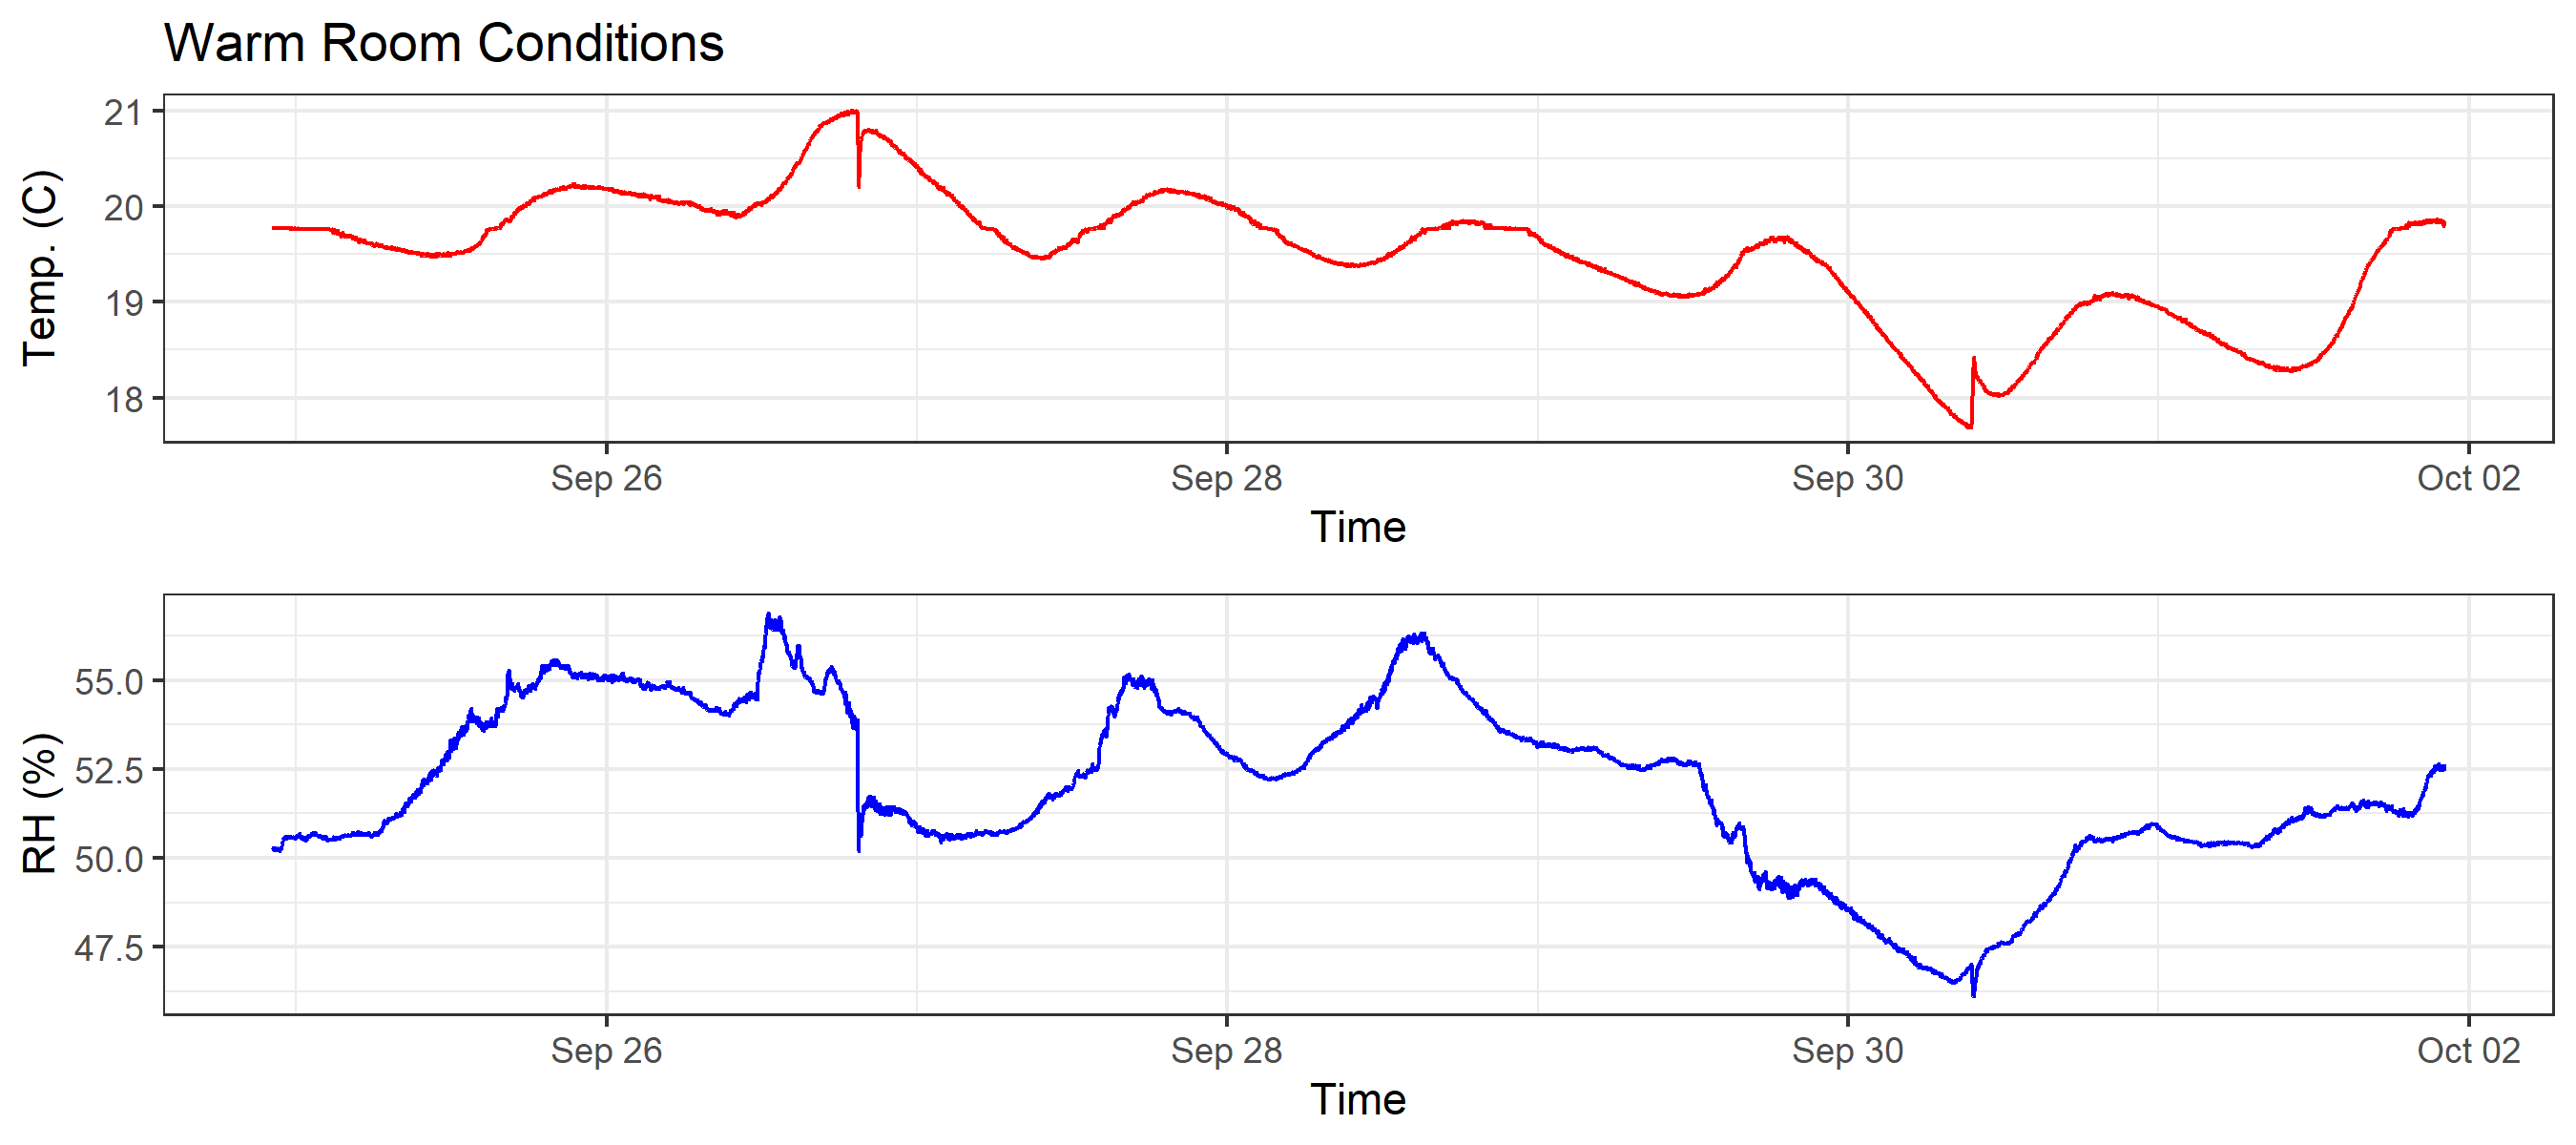 Warm Room Conditions
Temp. (C)
21
20
19
18
Sep 26 Sep 28 Sep 30 Oct 02
Time
RH (%)
55.0
52.5
50.0
47.5
Sep 26 Sep 28 Sep 30 Oct 02
Time